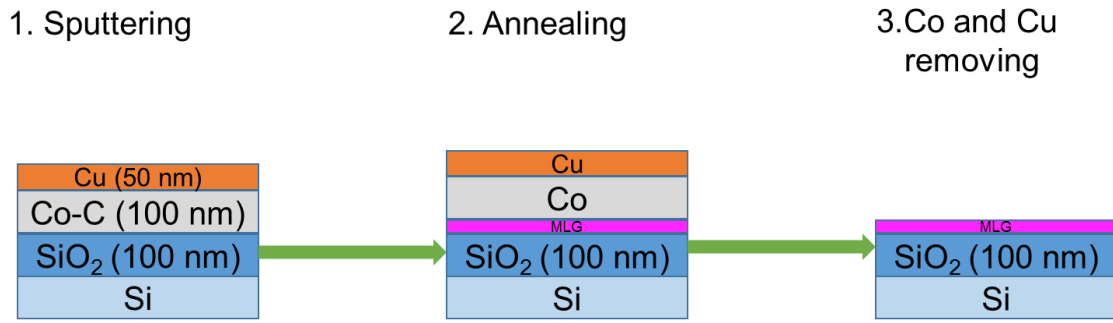 1. Sputtering
2. Annealing
3.Co and Cu
removing
Cu (50 nm)
Co-C (100 nm)
SiO₂ (100 nm)
Si
Cu
Co
MLG
SiO₂ (100 nm)
Si
MLG
SiO₂ (100 nm)
Si